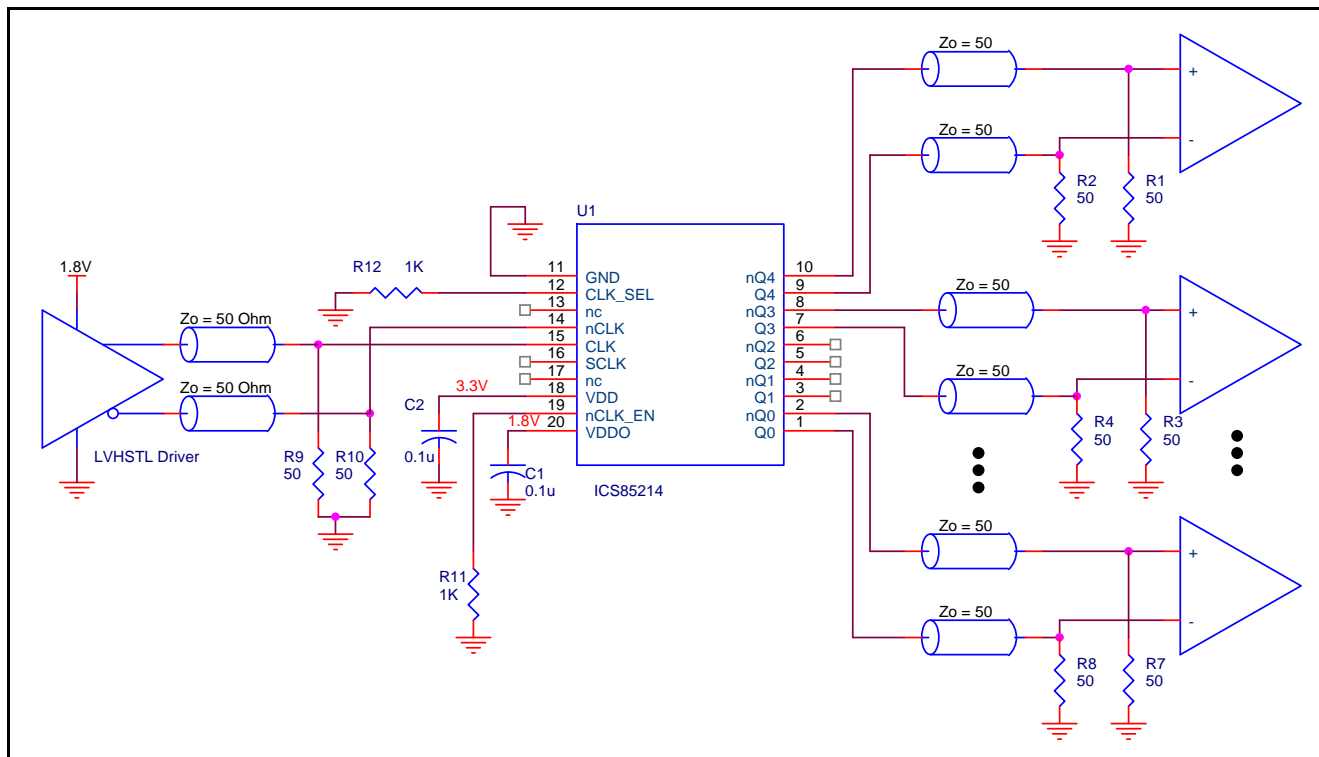 Zo = 50
+
Zo = 50
-
R2
50
R1
50
U1
1.8V
R12 1K
11 GND
12 CLK_SEL
13 nc
14 nCLK
15 CLK
16 SCLK
17 nc
18 VDD
19 nCLK_EN
20 VDDO
nQ4 10
Q4 9
nQ3 8
Q3 7
nQ2 6
Q2 5
nQ1 4
Q1 3
nQ0 2
Q0 1
ICS85214
Zo = 50 Ohm
Zo = 50 Ohm
LVHSTL Driver
R9
50
R10
50
3.3V
C2
0.1u
1.8V
C1
0.1u
R11
1K
Zo = 50
+
Zo = 50
-
R4
50
R3
50
Zo = 50
+
Zo = 50
-
R8
50
R7
50